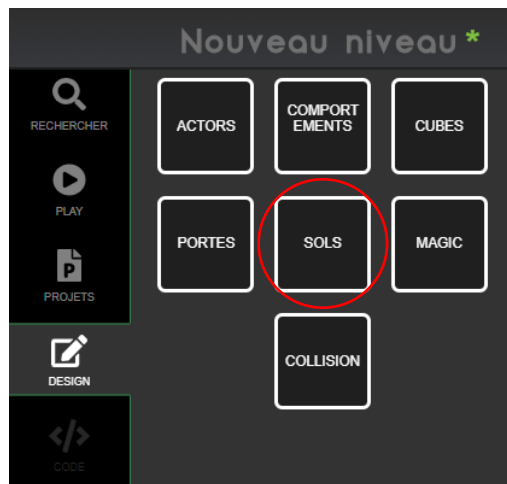 Nouveau niveau *
RECHERCHER
PLAY
PROJETS
DESIGN
CODE
ACTORS
COMPORT
EMENTS
CUBES
PORTES
SOLS
MAGIC
COLLISION